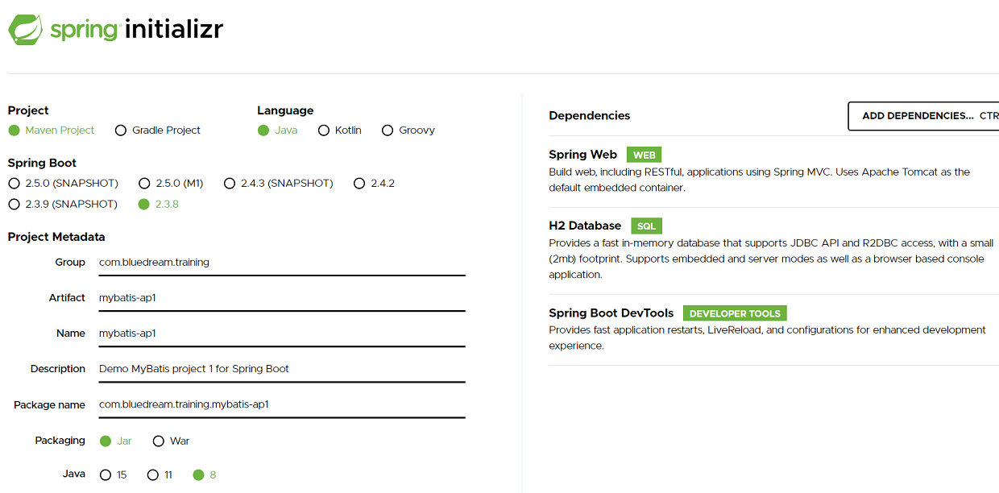 spring initializr
Project
Maven Project Gradle Project
Language
Java Kotlin Groovy
Spring Boot
2.5.0 (SNAPSHOT) 2.5.0 (M1) 2.4.3 (SNAPSHOT) 2.4.2
2.3.9 (SNAPSHOT) 2.3.8
Project Metadata
Group com.bluedream.training
Artifact mybatis-ap1
Name mybatis-ap1
Description Demo MyBatis project 1 for Spring Boot
Package name com.bluedream.training.mybatis-ap1
Packaging Jar War
Java 15 11 8
Dependencies
ADD DEPENDENCIES... CTR
Spring Web WEB
Build web, including RESTful, applications using Spring MVC. Uses Apache Tomcat as the
default embedded container.
H2 Database SQL
Provides a fast in-memory database that supports JDBC API and R2DBC access, with a small
(2mb) footprint. Supports embedded and server modes as well as a browser based console
application.
Spring Boot DevTools DEVELOPER TOOLS
Provides fast application restarts, LiveReload, and configurations for enhanced development
experience.